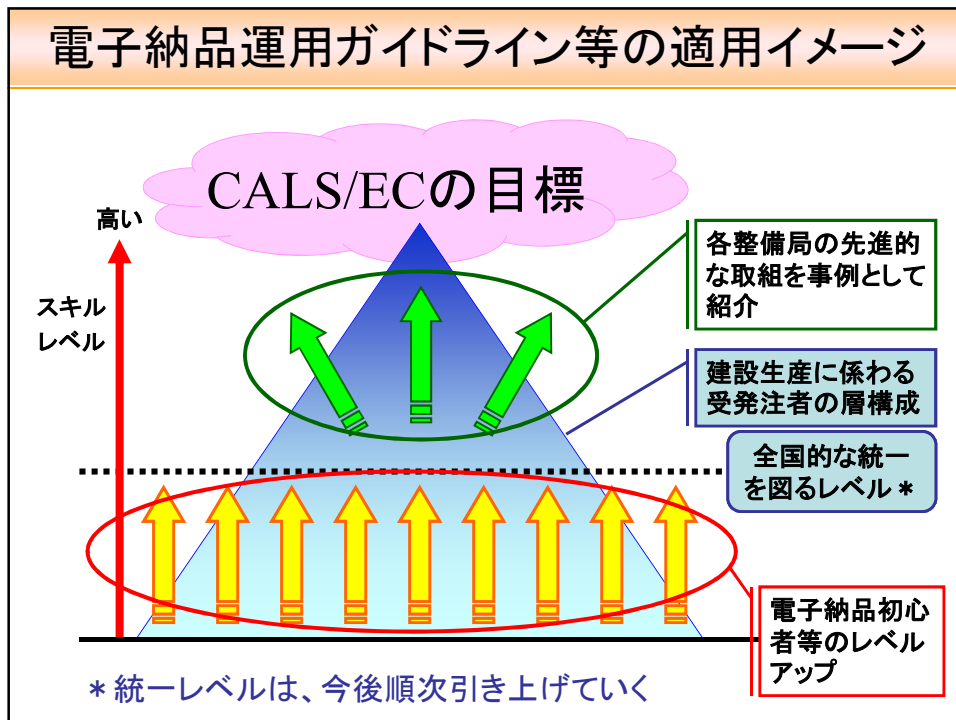 電子納品運用ガイドライン等の適用イメージ
CALS/ECの目標
高い
スキル
レベル
各整備局の先進的
な取組を事例として
紹介
建設生産に係わる
受発注者の層構成
全国的な統一
を図るレベル＊
電子納品初心
者等のレベル
アップ
＊統一レベルは、今後順次引き上げていく